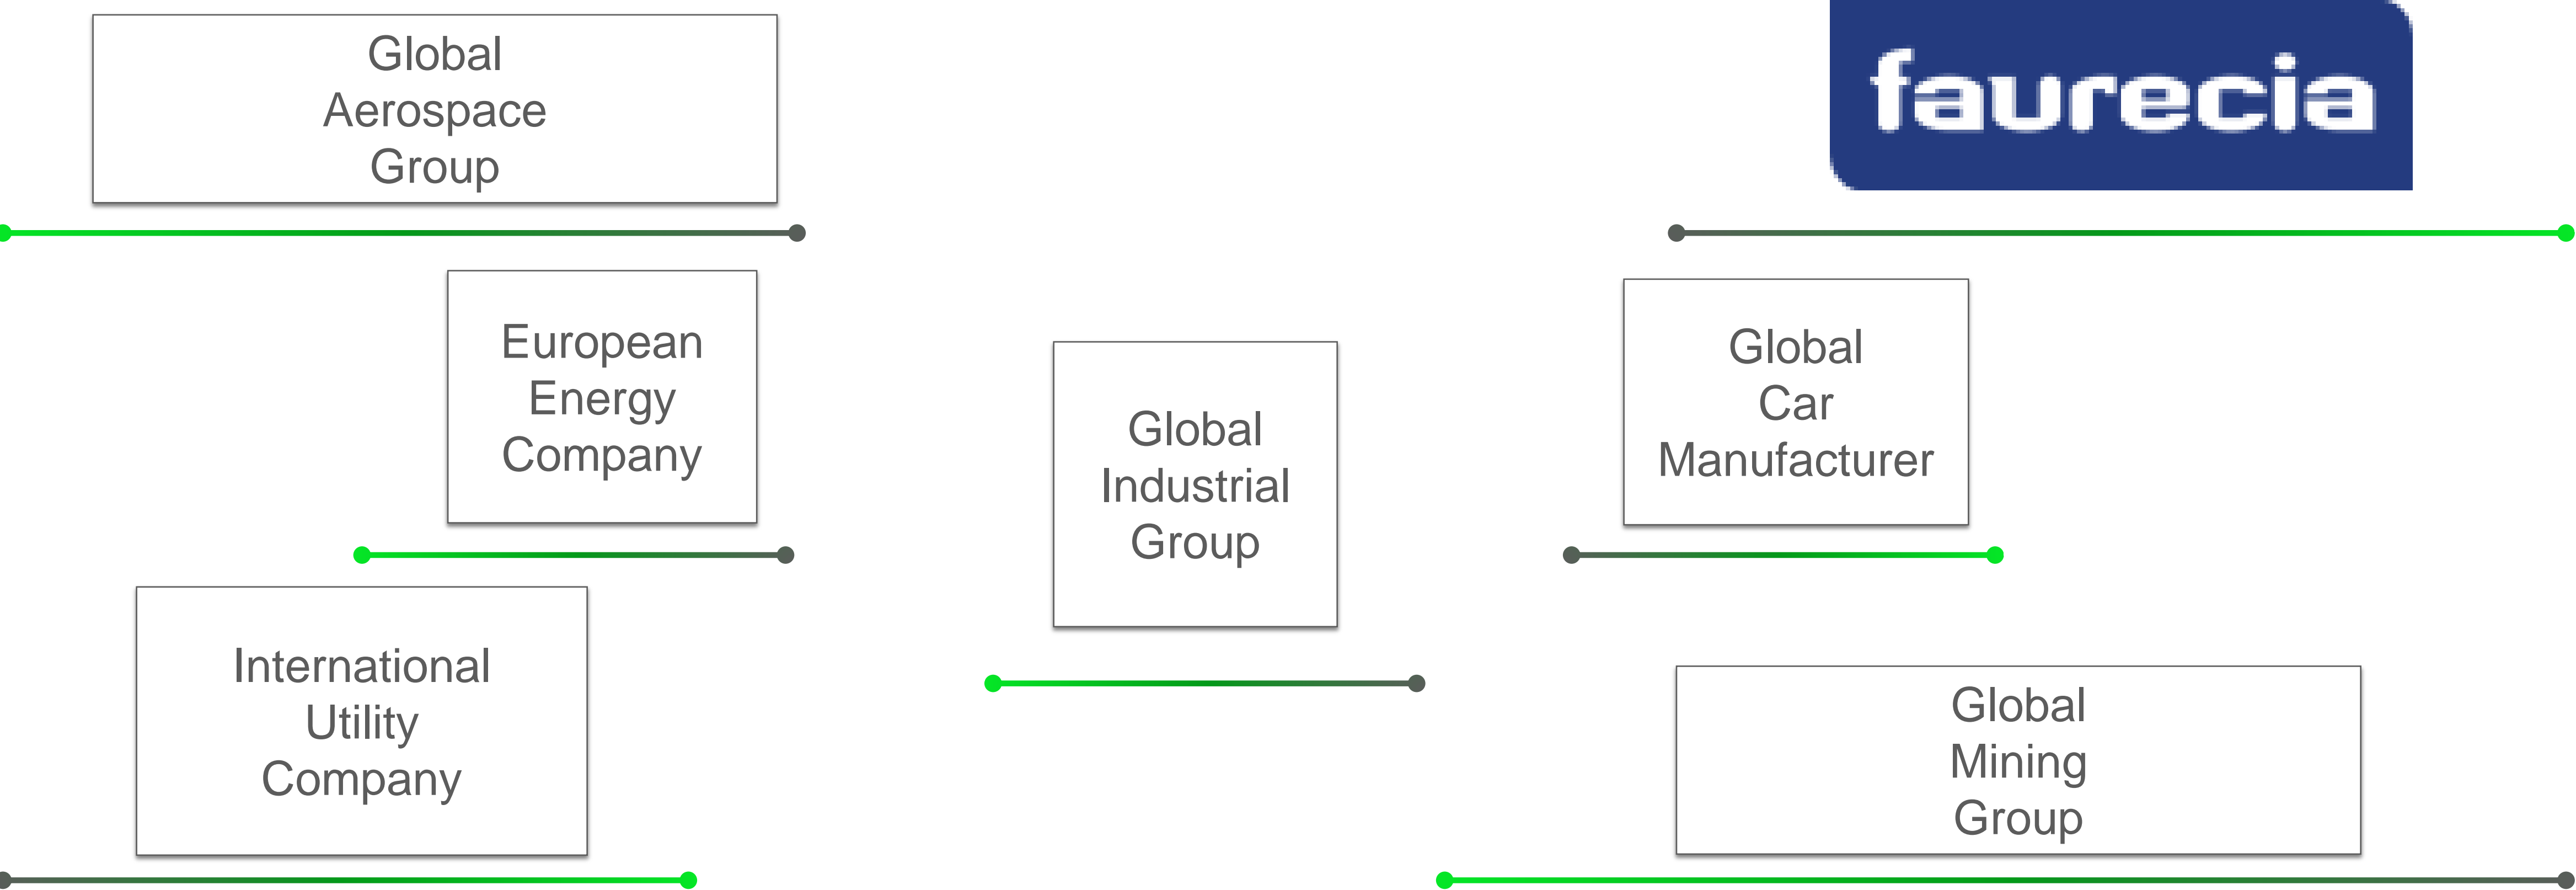 Global
Aerospace
Group
faurecia
European
Energy
Company
Global
Industrial
Group
Global
Car
Manufacturer
International
Utility
Company
Global
Mining
Group